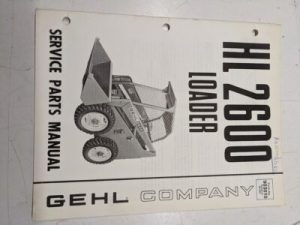 HL 2600
LOADER
SERVICE PARTS MANUAL
GEHL COMPANY